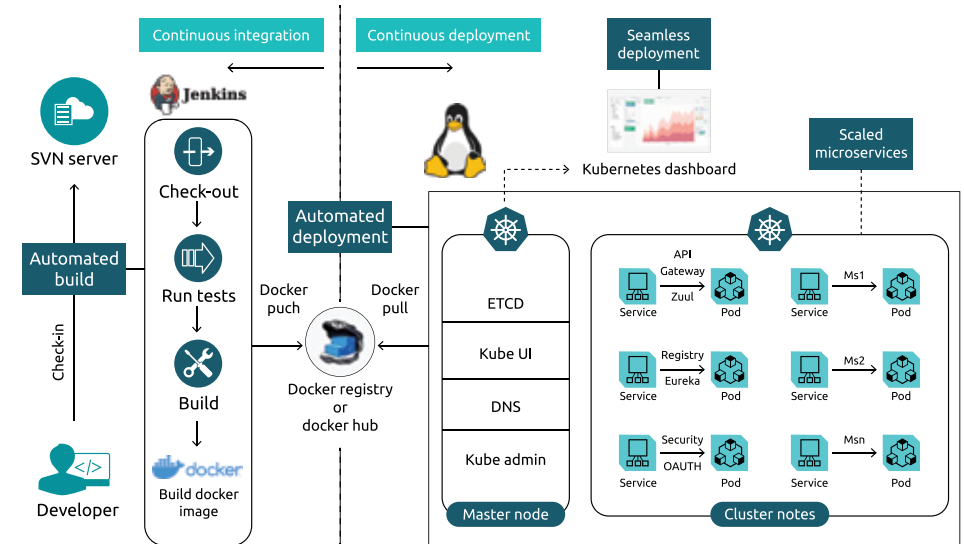 Continuous integration
Continuous deployment
Seamless
deployment
Jenkins
SVN server
Check-out
Kubernetes dashboard
Scaled
microservices
Automated
build
Automated
deployment
Run tests
Docker
puch
Docker
pull
Check-in
Build
Docker registry
or
docker hub
docker
Build docker
image
Developer
ETCD
Kube UI
DNS
Kube admin
Master node
API
Gateway
Zuul
Service
Pod
Ms1
Service
Pod
Registry
Eureka
Service
Pod
Ms2
Service
Pod
Security
OAUTH
Service
Pod
Msn
Service
Pod
Cluster notes